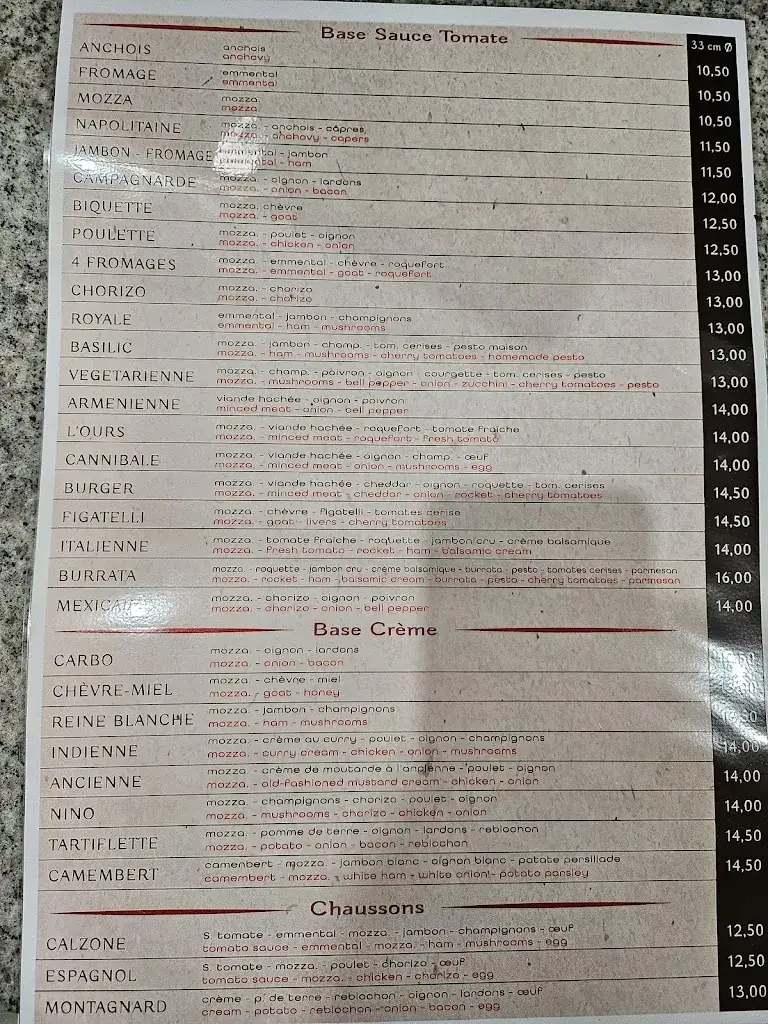 Base Sauce Tomate
33 cm Ø
ANCHOIS anchois 10,50
anchovy
FROMAGE emmental 10,50
emmental
MOZZA mozza. 10,50
mozza.
NAPOLITAINE mozza. - anchois - câpres, 11,50
mozza. - anchovy - capers
JAMBON - FROMAGE emmental - jambon 11,50
emmental - ham
CAMPAGNARDE mozza. - oignon - lardons 12,00
mozza. - onion - bacon
BIQUETTE mozza. chèvre 12,50
mozza. - goat
POULETTE mozza. - poulet - oignon 12,50
mozza. - chicken - onion
4 FROMAGES mozza. - emmental - chèvre - roquefort 13,00
mozza. - emmental - goat - roquefort
CHORIZO mozza. - chorizo 13,00
mozza. - chorizo
ROYALE emmental - jambon - champignons 13,00
emmental - ham - mushrooms
BASILIC mozza. - jambon - champ. - tom. cerises - pesto maison 13,00
mozza. - ham - mushrooms - cherry tomatoes - homemade pesto
VEGETARIENNE mozza. - champ. - poivron - oignon - courgette - tom. cerises - pesto 13,00
mozza. - mushrooms - bell pepper - onion - zucchini - cherry tomatoes - pesto
ARMENIENNE viande hachée - oignon - poivron 14,00
minced meat - onion - bell pepper
L'OURS mozza. - viande hachée - roquefort - tomate fraîche 14,00
mozza. - minced meat - roquefort - fresh tomato
CANNIBALE mozza. - viande hachée - oignon - champ. - œuf 14,00
mozza. - minced meat - onion - mushrooms - egg
BURGER mozza. - viande hachée - cheddar - oignon - roquette - tom. cerises 14,50
mozza. - minced meat - cheddar - onion - rocket - cherry tomatoes
FIGATELLI mozza. - chèvre - figatelli - tomates cerise 14,50
mozza. - goat - livers - cherry tomatoes
ITALIENNE mozza. - tomate fraîche - roquette - jambon cru - crème balsamique 14,00
mozza. - fresh tomato - rocket - ham - balsamic cream
BURRATA mozza. - roquette - jambon cru - crème balsamique - burrata - pesto - tomates cerises - parmesan 16,00
mozza. - rocket - ham - balsamic cream - burrata - pesto - cherry tomatoes - parmesan
mozza. - chorizo - oignon - poivron 14,00
mozza. - chorizo - onion - bell pepper
Base Crème
CARBO mozza. - oignon - lardons
mozza. - onion - bacon
CHÈVRE-MIEL mozza. - chèvre - miel
mozza. - goat - honey
REINE BLANCHE mozza. - jambon - champignons
mozza. - ham - mushrooms
INDIENNE mozza. - crème au curry - poulet - oignon - champignons 14,00
mozza. - curry cream - chicken - onion - mushrooms
ANCIENNE mozza. - crème de moutarde à l'ancienne - poulet - oignon 14,00
mozza. - old-fashioned mustard cream - chicken - onion
NINO mozza. - champignons - chorizo - poulet - oignon 14,00
mozza. - mushrooms - chorizo - chicken - onion
TARTIFLETTE mozza. - pomme de terre - oignon - lardons - reblochon 14,50
mozza. - potato - onion - bacon - reblochon
CAMEMBERT camembert - mozza. - jambon blanc - oignon blanc - patate persillade 14,50
camembert - mozza. - white ham - white onion - potato parsley
Chaussons
CALZONE S. tomate - emmental - mozza. - jambon - champignons - œuf 12,50
tomato sauce - emmental - mozza. - ham - mushrooms - egg
ESPAGNOL S. tomate - mozza. - poulet - chorizo - œuf 12,50
tomato sauce - mozza. - chicken - chorizo - egg
MONTAGNARD crème - p. de terre - reblochon - oignon - lardons - œuf 13,00
cream - potato - reblochon - onion - bacon - egg